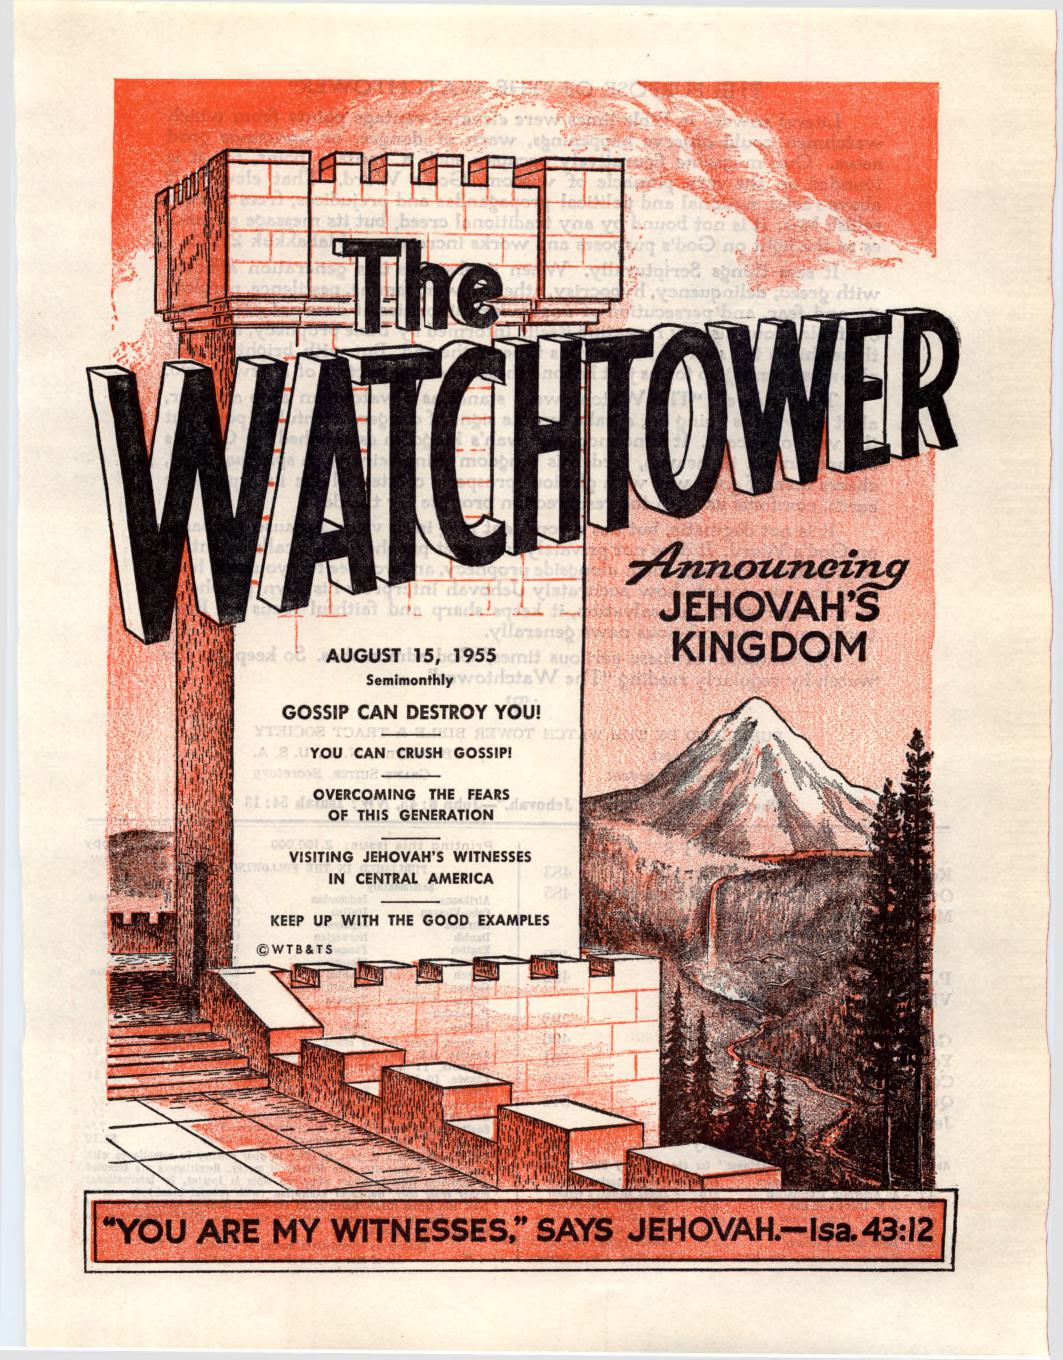 The
WATCHTOWER
Announcing
JEHOVAH'S
KINGDOM
AUGUST 15, 1955
Semimonthly
GOSSIP CAN DESTROY YOU!
YOU CAN CRUSH GOSSIP!
OVERCOMING THE FEARS
OF THIS GENERATION
VISITING JEHOVAH'S WITNESSES
IN CENTRAL AMERICA
KEEP UP WITH THE GOOD EXAMPLES
©WTB&TS
"YOU ARE MY WITNESSES," SAYS JEHOVAH.—Isa. 43:12